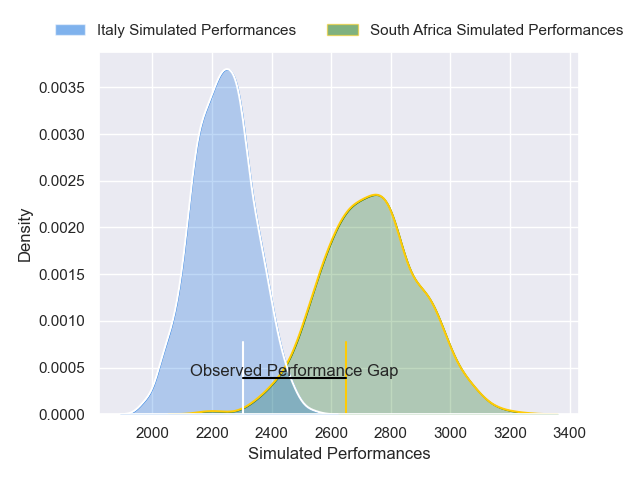 Italy Simulated Performances South Africa Simulated Performances
0.0035
0.0030
0.0025
0.0020
0.0015
0.0010
0.0005
0.0000
Density
Observed Performance Gap
2000 2200 2400 2600 2800 3000 3200 3400
Simulated Performances